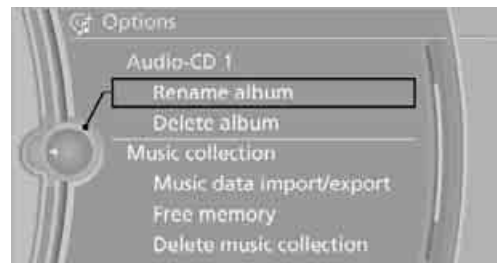 Options
Audio-CD 1
Rename album
Delete album
Music collection
Music data import/export
Free memory
Delete music collection